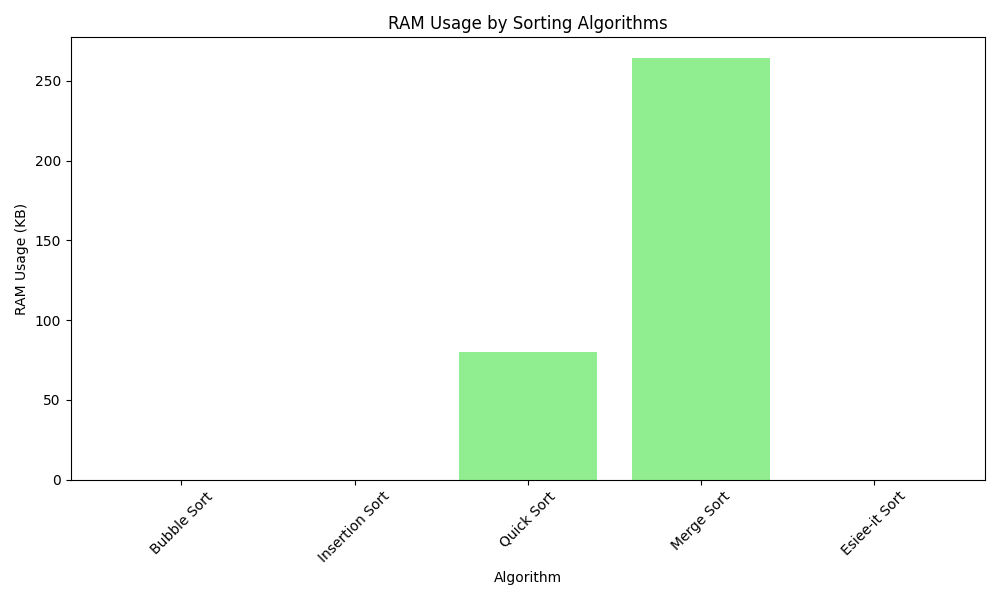 RAM Usage by Sorting Algorithms
RAM Usage (KB)
250
200
150
100
50
0
Bubble Sort
Insertion Sort
Quick Sort
Merge Sort
Esiee-it Sort
Algorithm